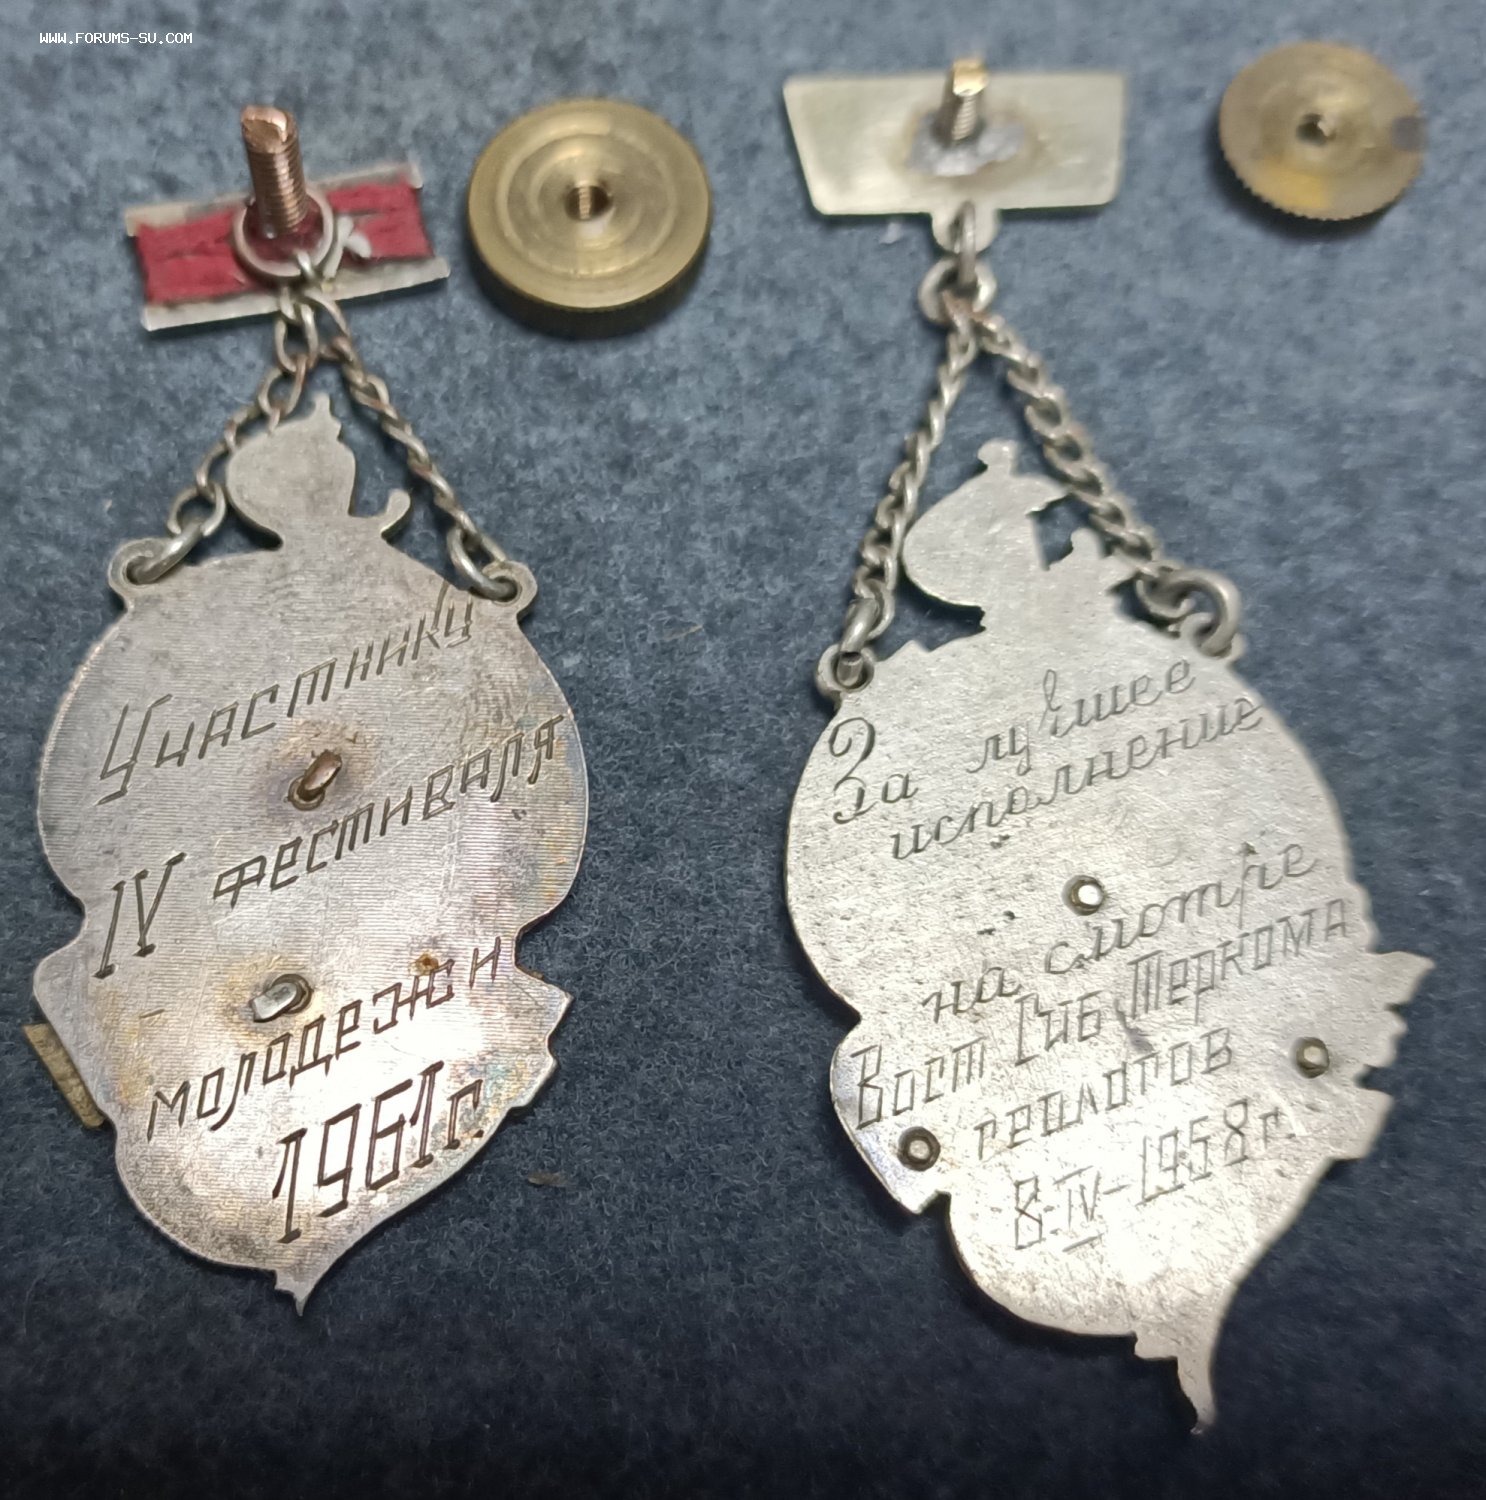 WWW.FORUMS-SU.COM
Участнику
IV фестиваля
молодежи
1961г.
За лучшее
исполнение
на смотре
Вост Сиб Теркома
геологов
8-IV-1958г.